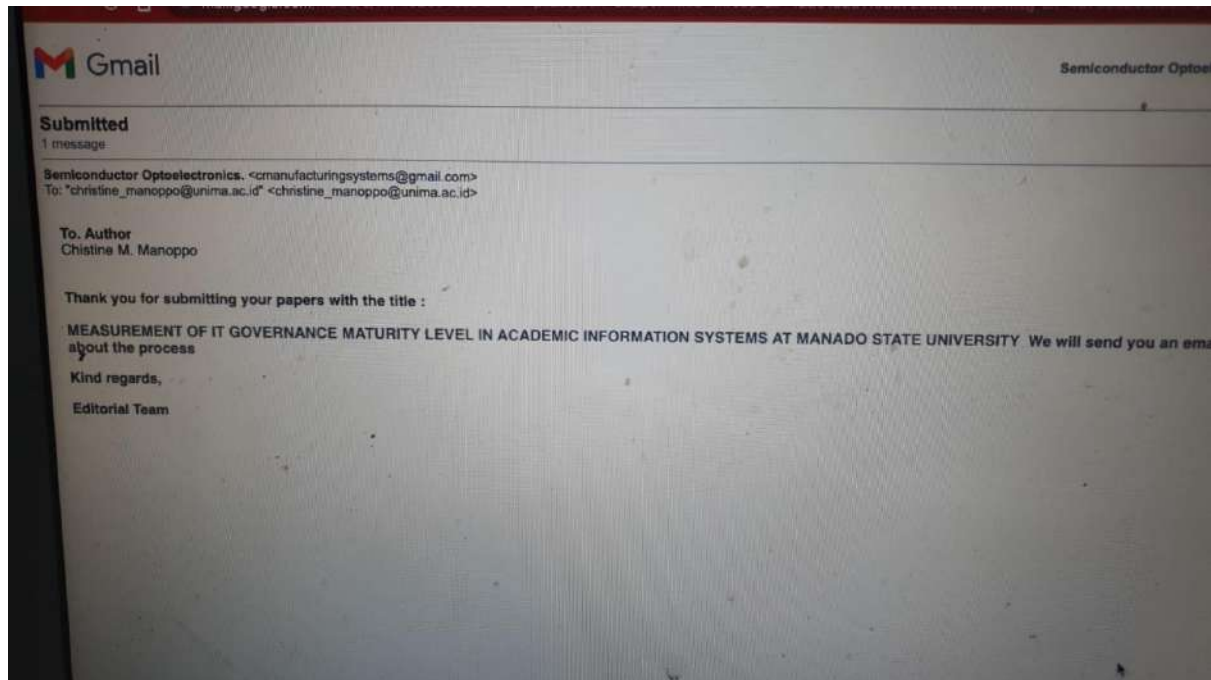 Gmail
Semiconductor
Submitted
1 message
Semiconductor Optoelectronics. <cmanufacturingsystems@gmail.com>
To: "christine_manoppo@unima.ac.id" <christine_manoppo@unima.ac.id>
To. Author
Chistine M. Manoppo
Thank you for submitting your papers with the title :
MEASUREMENT OF IT GOVERNANCE MATURITY LEVEL IN ACADEMIC INFORMATION SYSTEMS AT MANADO STATE UNIVERSITY We will send you an
about the process
Kind regards,
Editorial Team